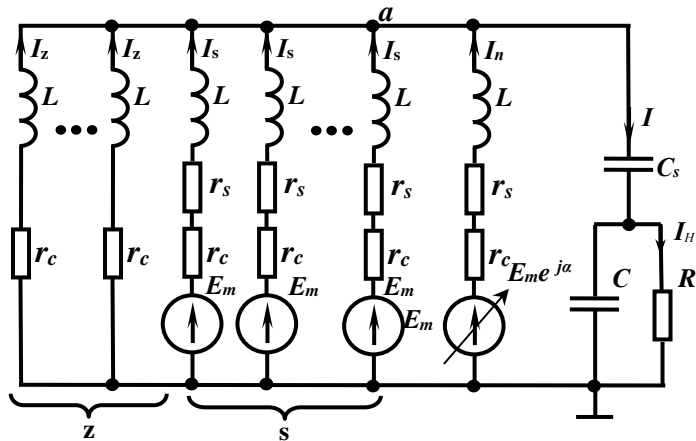 a
I_z I_z I_s I_s I_s I_n
L L L L L L I
C_s
r_s r_s r_s r_s
r_c r_c r_c r_c r_c r_c I_H
E_m E_m E_m E_m E_m e^{jα} C R
z s